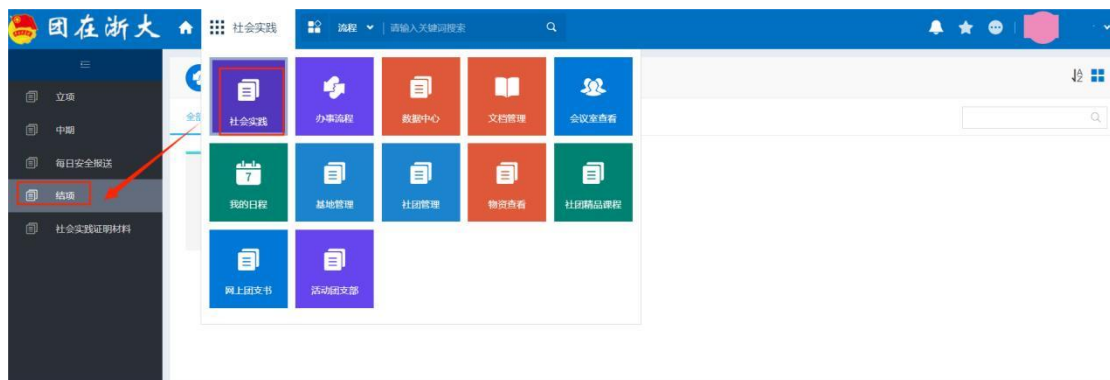 团在浙大
社会实践
流程
请输入关键词搜索
立项
中期
每日安全报送
结项
社会实践证明材料
社会实践
办事流程
数据中心
文档管理
会议室查看
7
我的日程
基地管理
社团管理
物资查看
社团精品课程
网上团支书
活动团支部